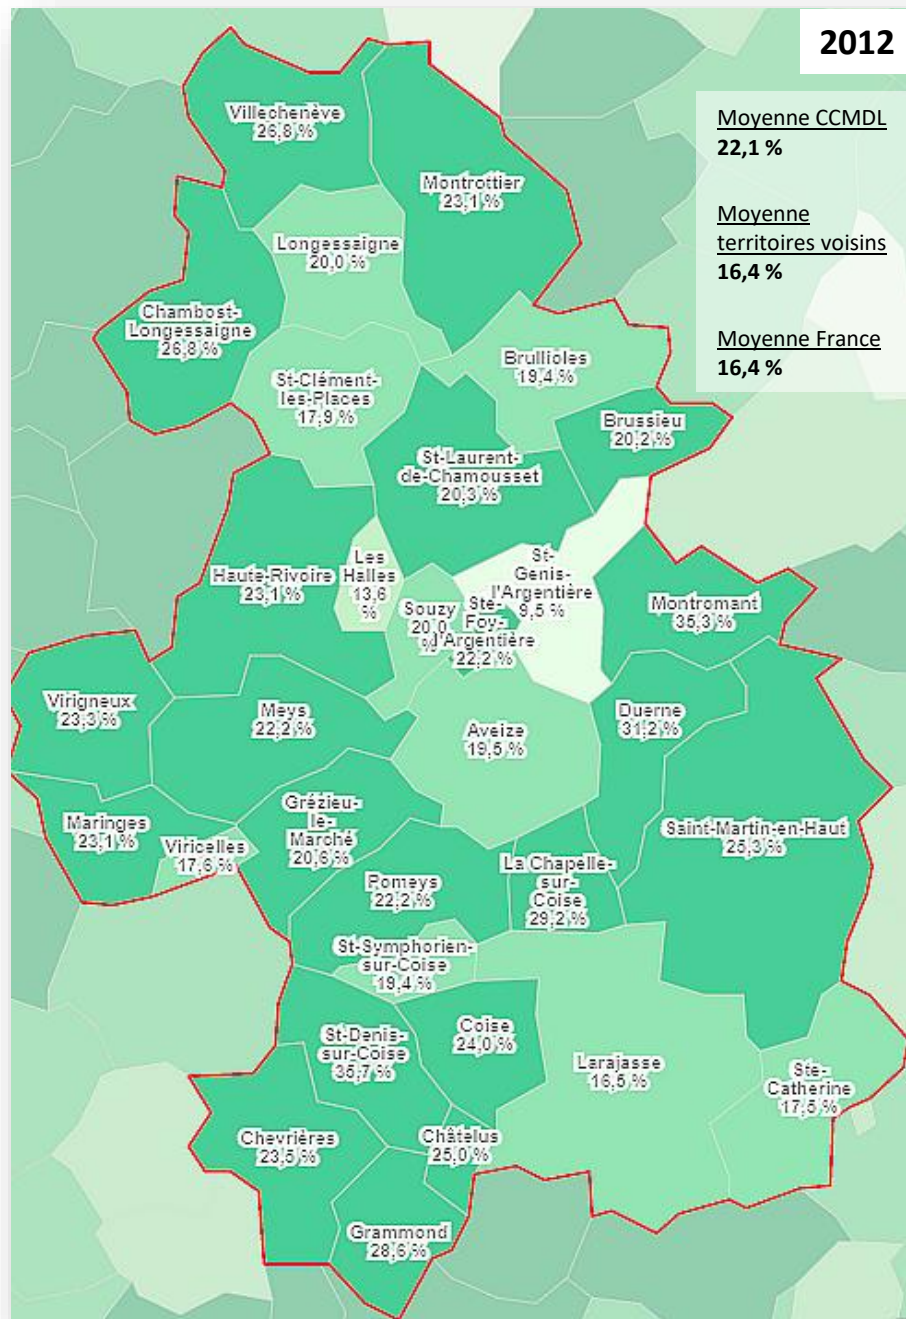 2012
Moyenne CCMDL
22,1 %
Moyenne
territoires voisins
16,4 %
Moyenne France
16,4 %
Villechenève
26,8 %
Montrottier
23,1 %
Longessaigne
20,0 %
Chambost-
Longessaigne
26,8 %
Brullioles
19,4 %
St-Clément-
les-Places
17,9 %
Brussieu
20,2 %
St-Laurent-
de-Chamousset
20,3 %
Les
Halles
13,6
%
St-
Genis-
l'Argentière
9,5 %
Haute-Rivoire
23,1 %
Souzy
20,0
%
Ste-
Foy-
l'Argentière
22,2 %
Montromant
35,3 %
Virigneux
23,3 %
Meys
22,2 %
Aveize
19,5 %
Duerne
31,2 %
Grézieu-
le-
Marché
20,6 %
Maringes
23,1 %
Viricelles
17,6 %
Saint-Martin-en-Haut
25,3 %
La Chapelle-
sur-
Coise
29,2 %
Pomeys
22,2 %
St-Symphorien-
sur-Coise
19,4 %
St-Denis-
sur-Coise
35,7 %
Coise
24,0 %
Larajasse
16,5 %
Ste-
Catherine
17,5 %
Chevrières
23,5 %
Châtelus
25,0 %
Grammond
28,6 %